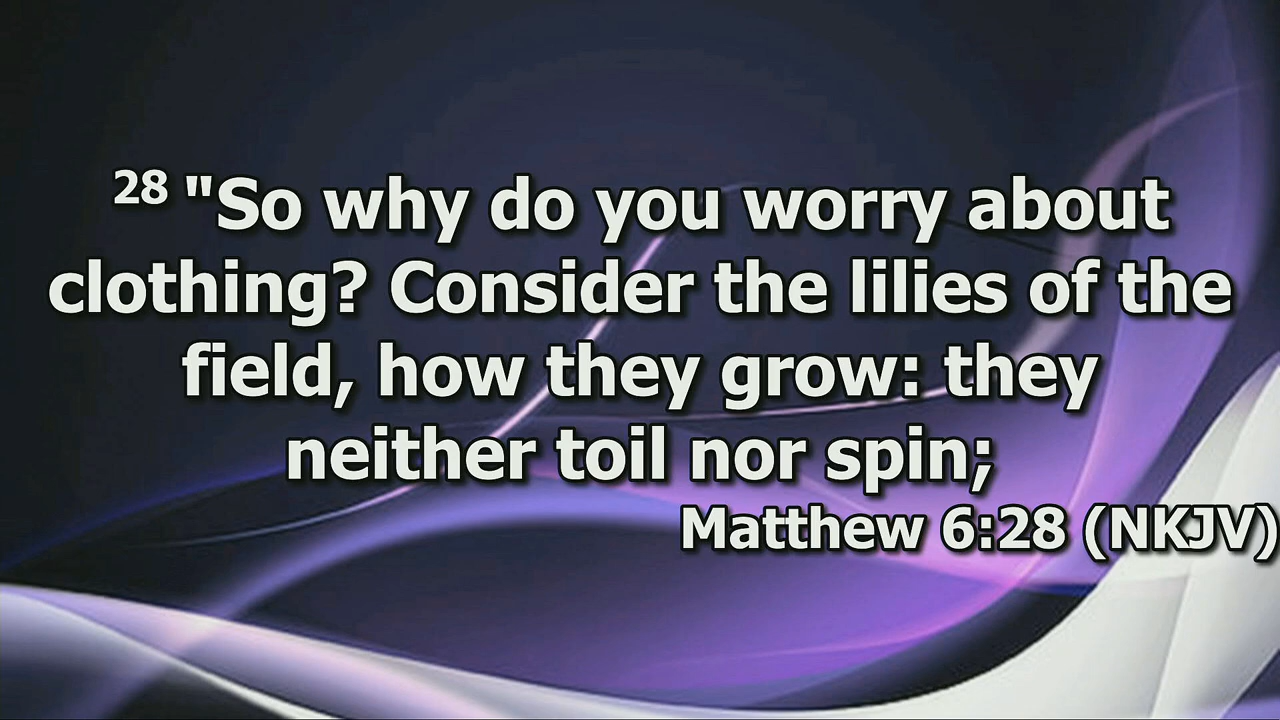 28 "So why do you worry about
clothing? Consider the lilies of the
field, how they grow: they
neither toil nor spin;
Matthew 6:28 (NKJV)